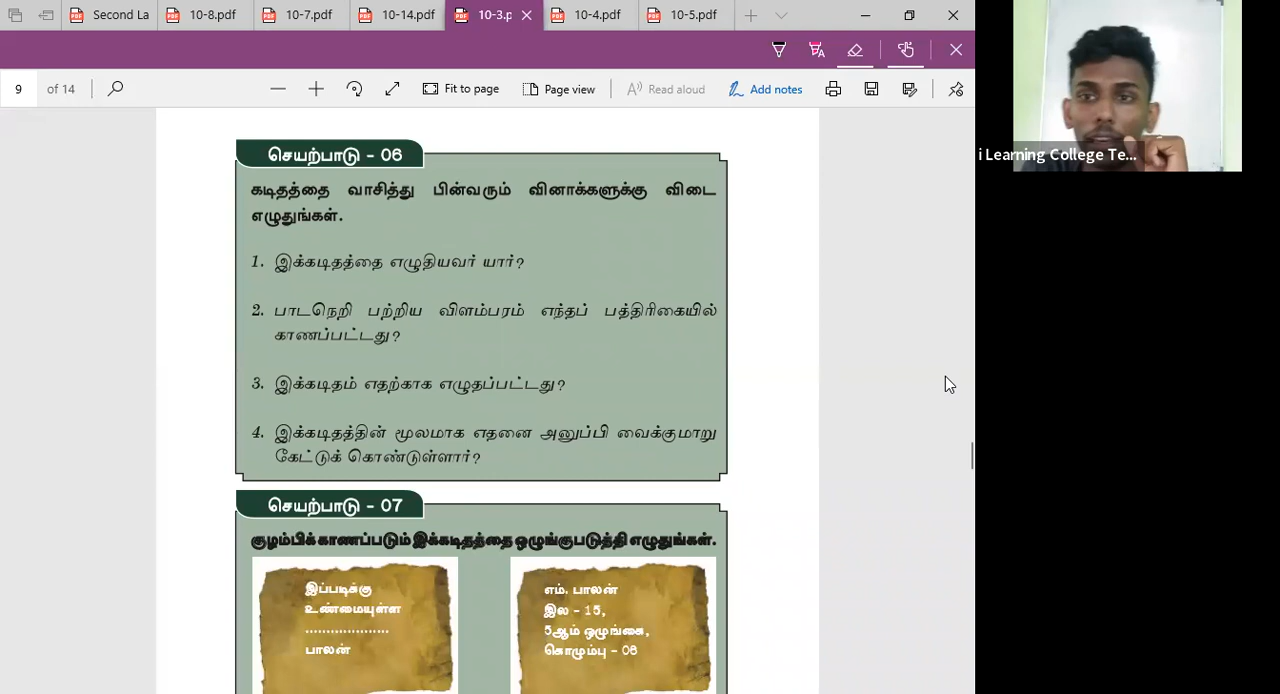 Second La
10-8.pdf
10-7.pdf
10-14.pdf
10-3.p
10-4.pdf
10-5.pdf
9 of 14
Fit to page
Page view
Read aloud
Add notes
i Learning College Te...
செயற்பாடு - 06
கடிதத்தை வாசித்து பின்வரும் வினாக்களுக்கு விடை
எழுதுங்கள்.
1. இக்கடிதத்தை எழுதியவர் யார்?
2. பாடநெறி பற்றிய விளம்பரம் எந்தப் பத்திரிகையில்
காணப்பட்டது?
3. இக்கடிதம் எதற்காக எழுதப்பட்டது?
4. இக்கடிதத்தின் மூலமாக எதனை அனுப்பி வைக்குமாறு
கேட்டுக் கொண்டுள்ளார்?
செயற்பாடு - 07
குழம்பிக் காணப்படும் இக்கடிதத்தை ஒழுங்குபடுத்தி எழுதுங்கள்.
இப்படிக்கு
உண்மையுள்ள
....................
பாலன்
எம். பாலன்
இல - 15,
5ஆம் ஒழுங்கை,
கொழும்பு - 06